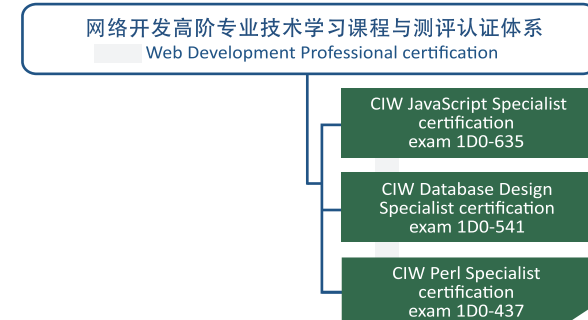 网络开发高阶专业技术学习课程与测评认证体系
Web Development Professional certification
CIW JavaScript Specialist
certification
exam 1D0-635
CIW Database Design
Specialist certification
exam 1D0-541
CIW Perl Specialist
certification
exam 1D0-437